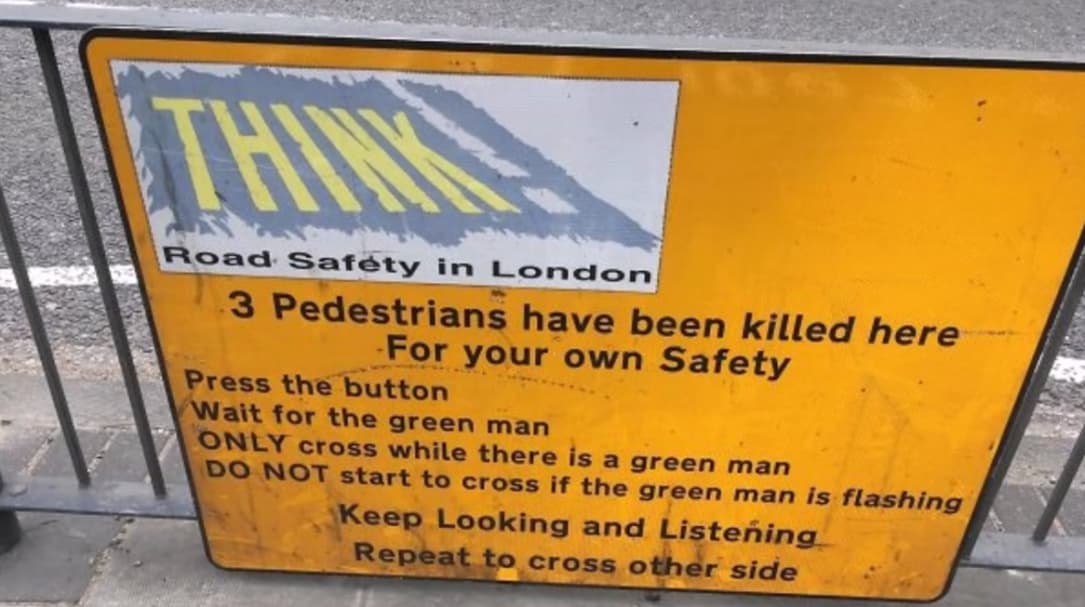 THINK!
Road Safety in London
3 Pedestrians have been killed here
For your own Safety
Press the button
Wait for the green man
ONLY cross while there is a green man
DO NOT start to cross if the green man is flashing
Keep Looking and Listening
Repeat to cross other side